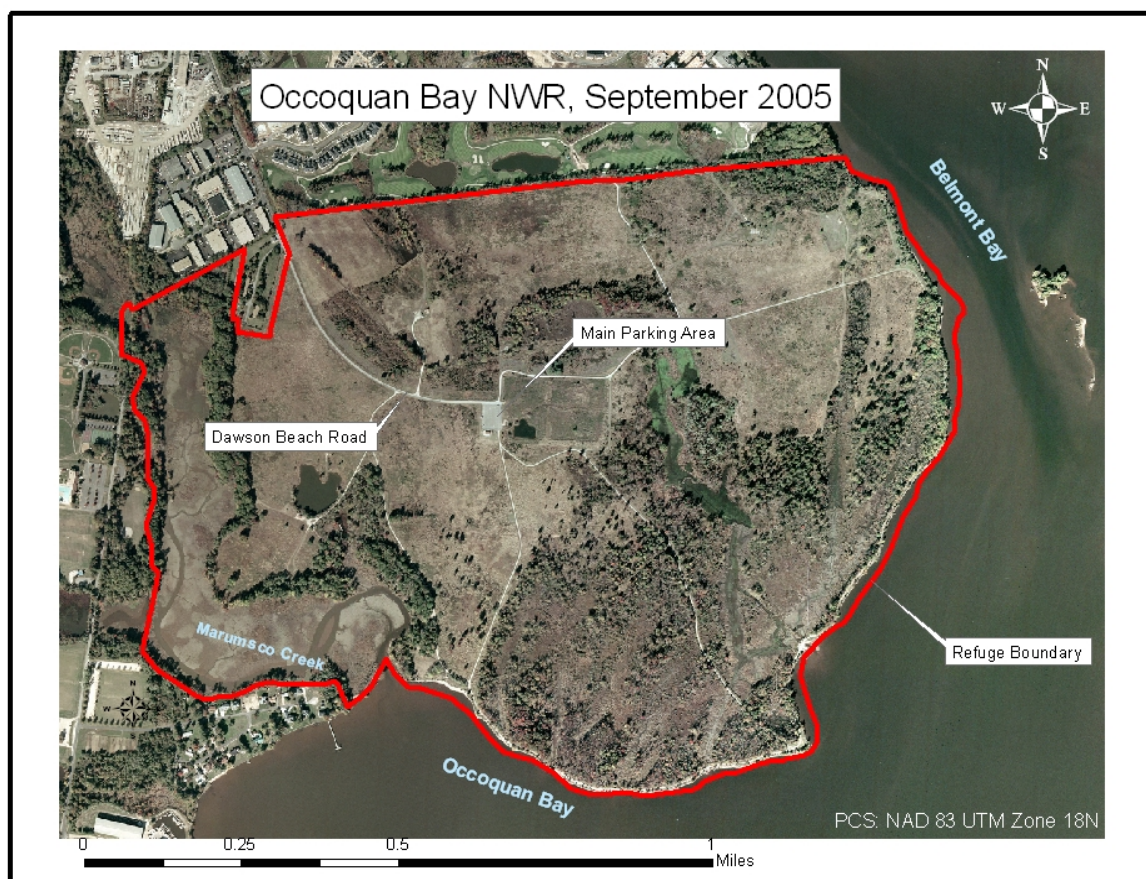 Occoquan Bay NWR, September 2005
N
W E
S
Belmont Bay
Main Parking Area
Dawson Beach Road
Marumsco Creek
Refuge Boundary
N
W
Occoquan Bay
PCS: NAD 83 UTM Zone 18N
0 0.25 0.5 1
Miles